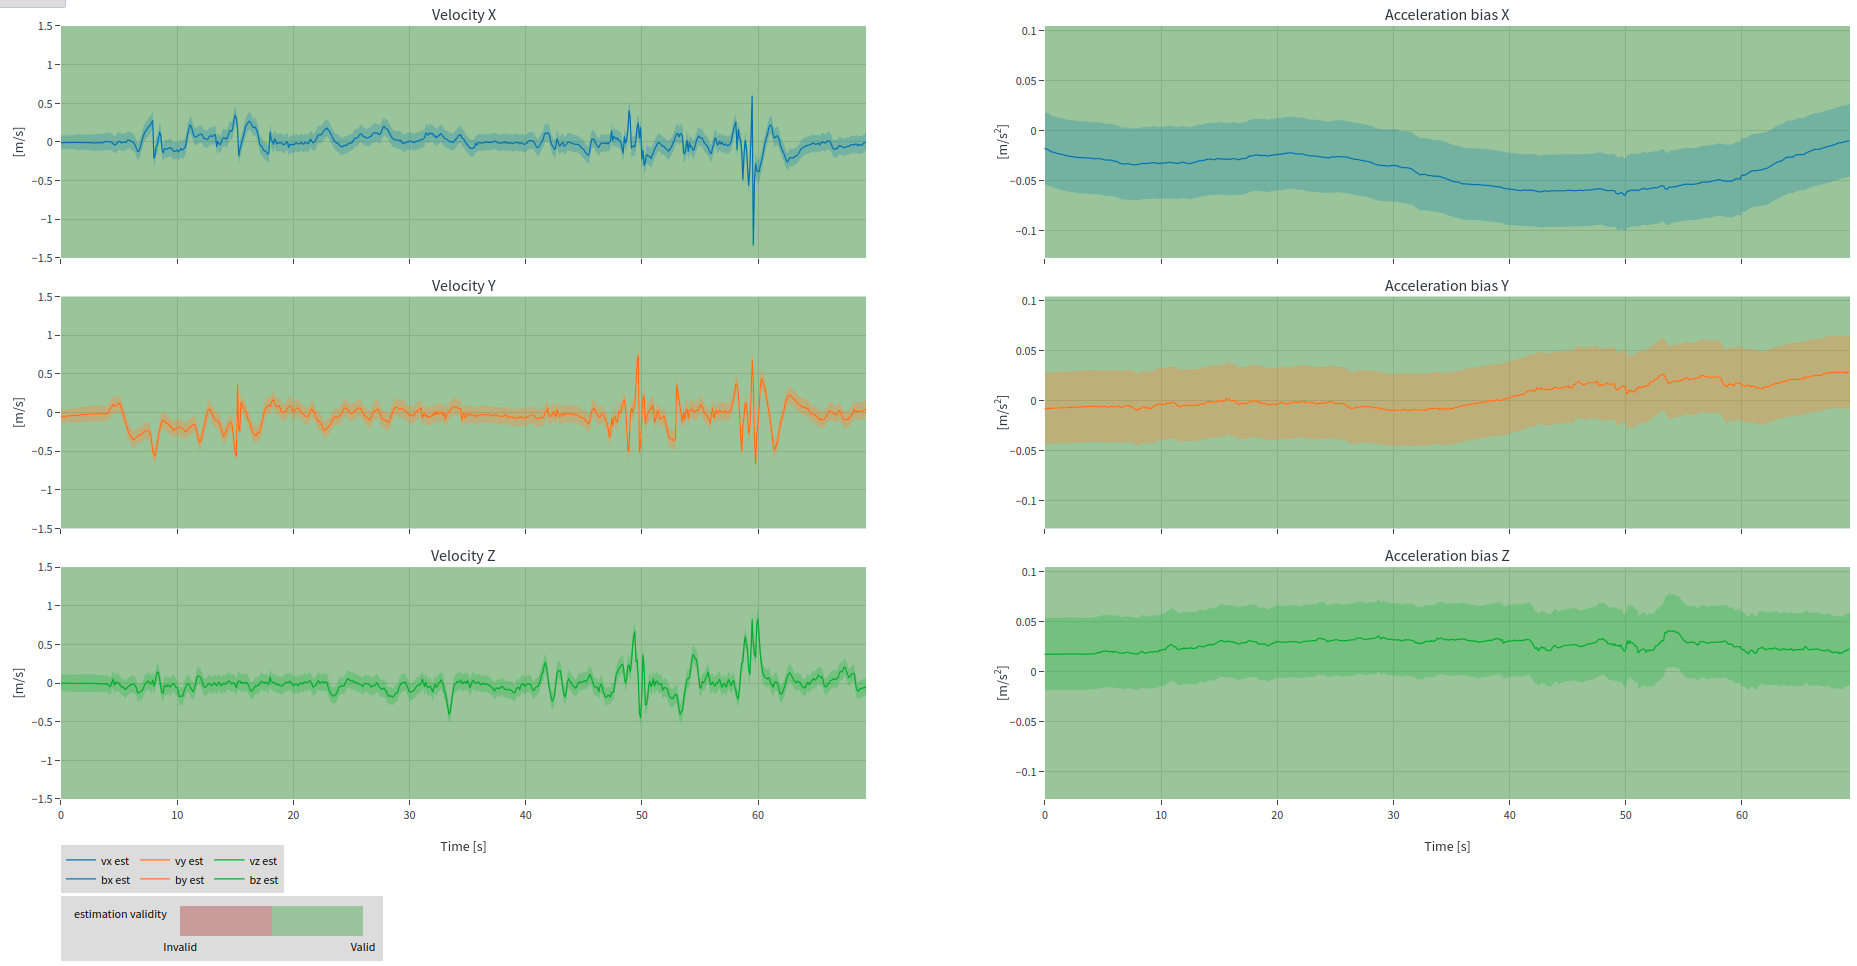 Velocity X
1.5
1
0.5
0
−0.5
−1
−1.5
[m/s]
Acceleration bias X
0.1
0.05
0
−0.05
−0.1
[m/s²]
Velocity Y
1.5
1
0.5
0
−0.5
−1
−1.5
[m/s]
Acceleration bias Y
0.1
0.05
0
−0.05
−0.1
[m/s²]
Velocity Z
1.5
1
0.5
0
−0.5
−1
−1.5
[m/s]
0 10 20 30 40 50 60
Time [s]
Acceleration bias Z
0.1
0.05
0
−0.05
−0.1
[m/s²]
0 10 20 30 40 50 60
Time [s]
vx est vy est vz est
bx est by est bz est
estimation validity
Invalid Valid